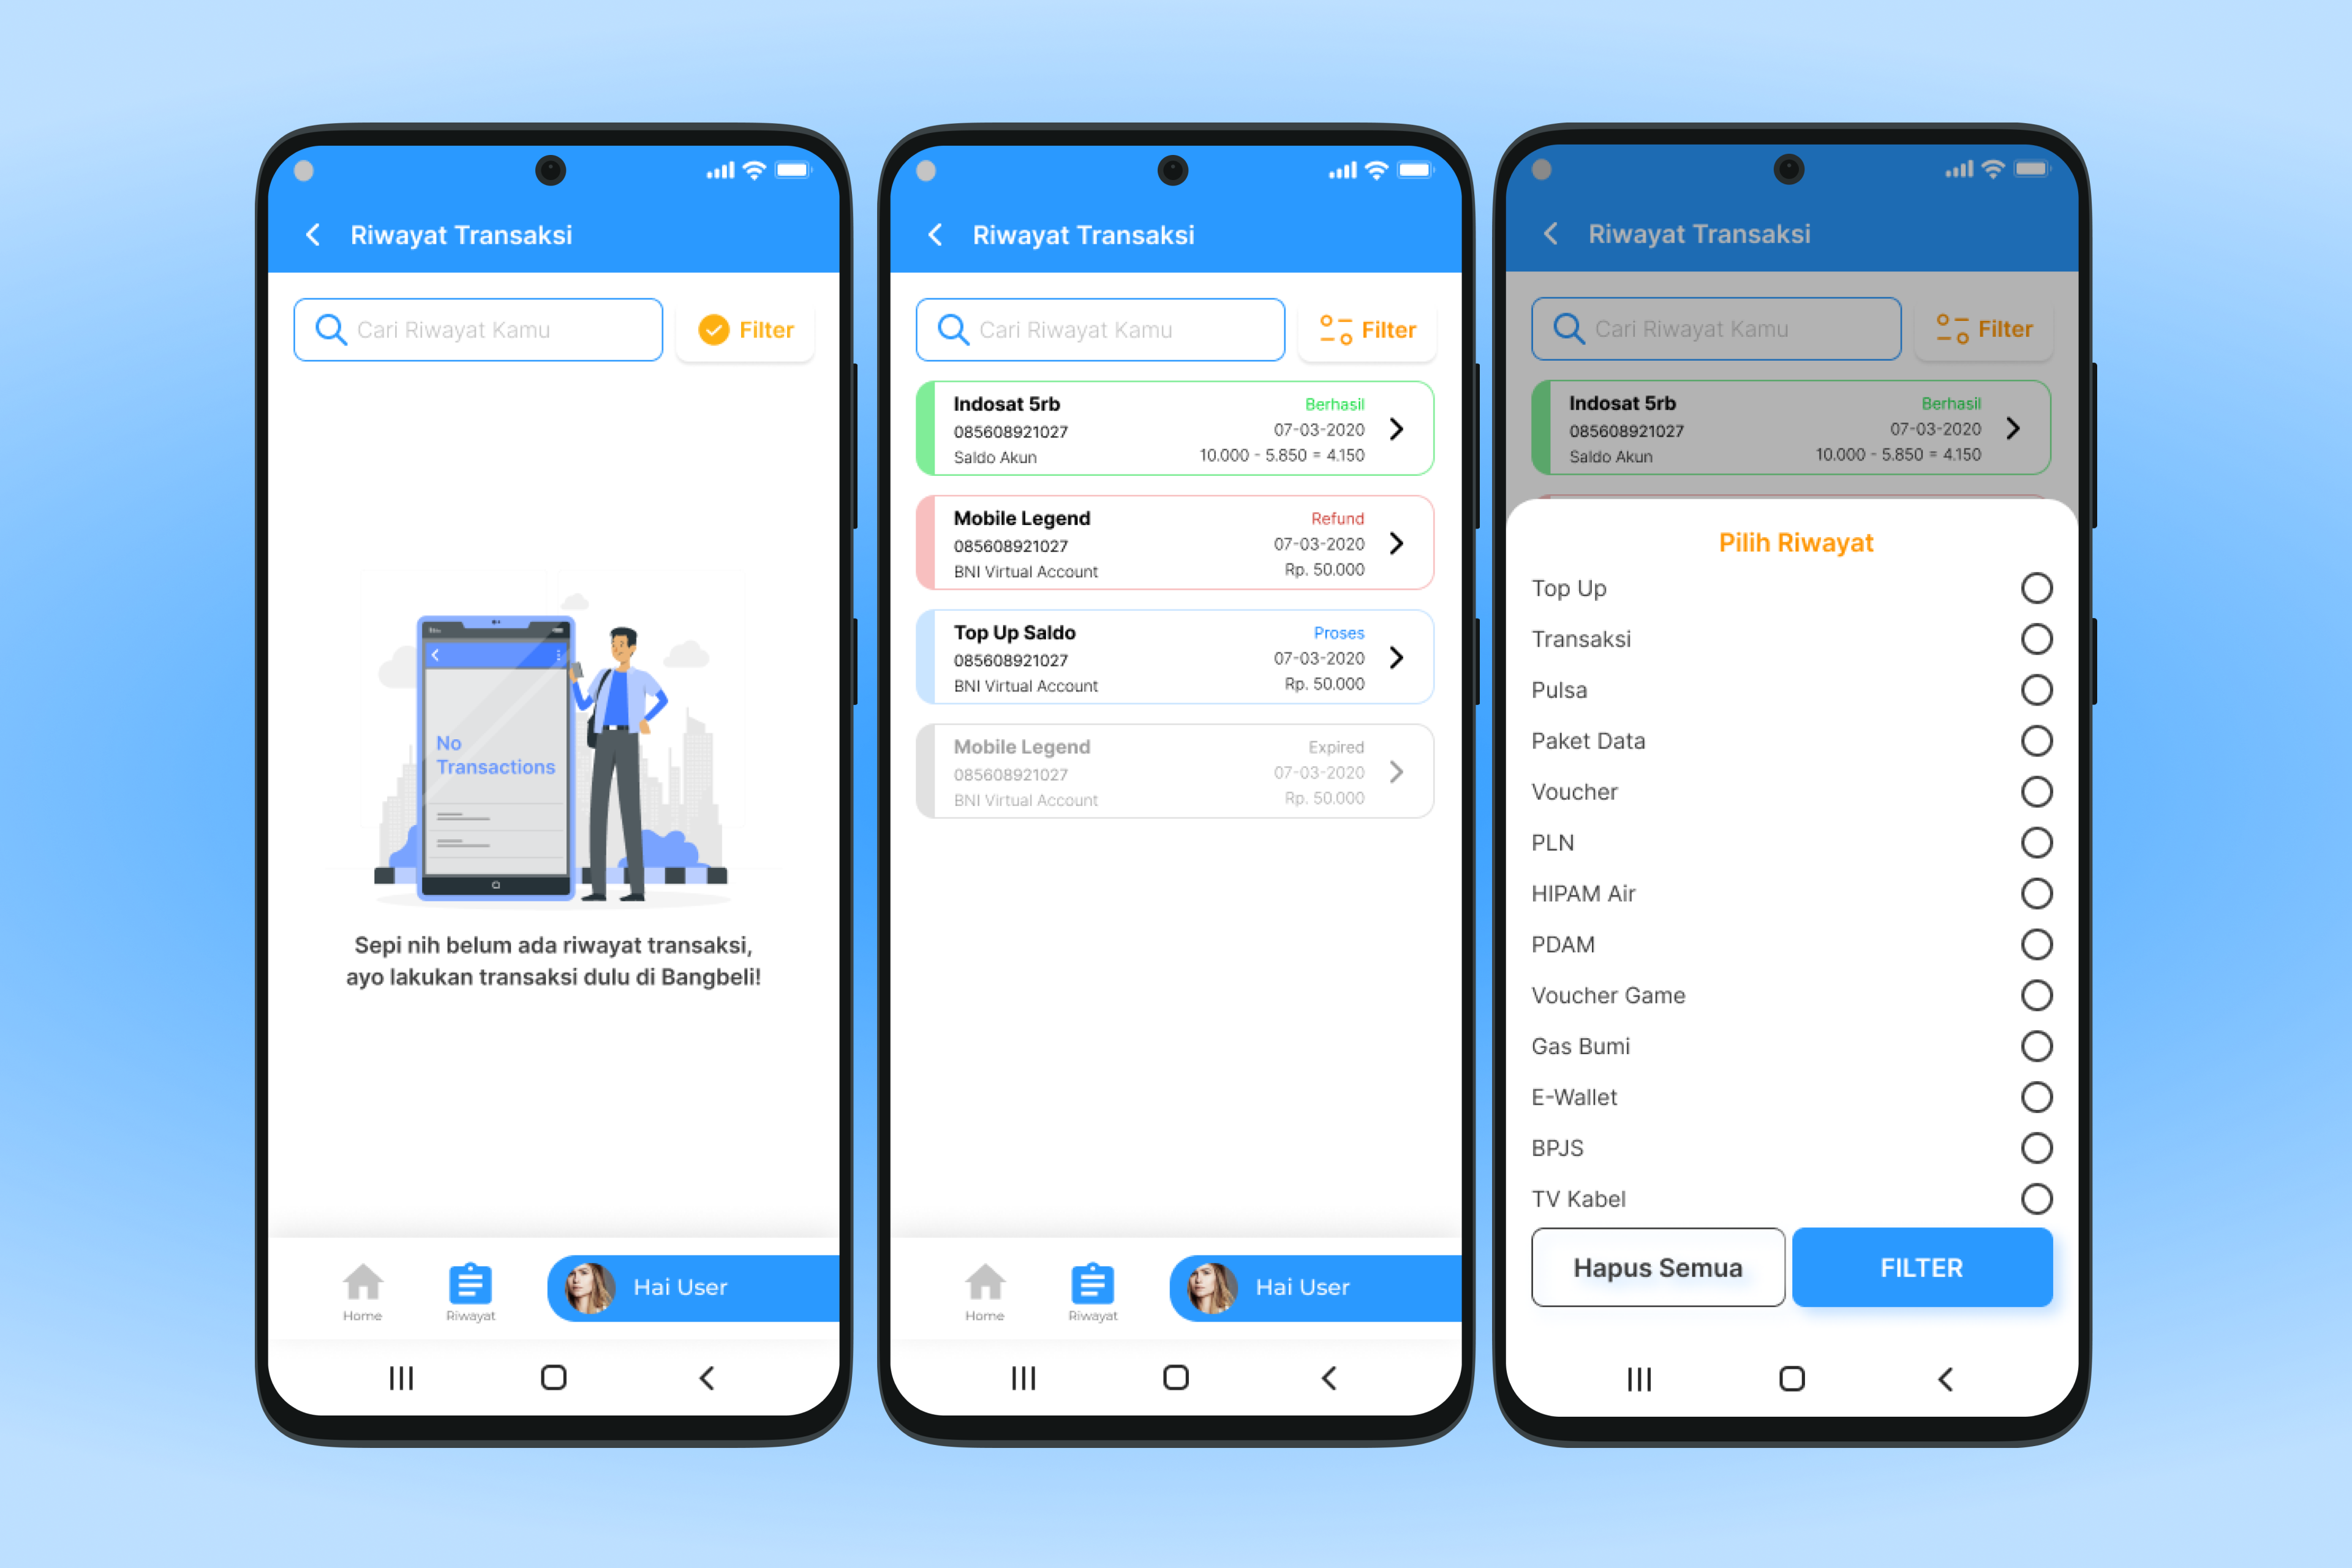 Riwayat Transaksi
Cari Riwayat Kamu
Filter
No
Transactions
Sepi nih belum ada riwayat transaksi,
ayo lakukan transaksi dulu di Bangbeli!
Home
Riwayat
Hai User
Riwayat Transaksi
Cari Riwayat Kamu
Filter
Indosat 5rb
Berhasil
085608921027
07-03-2020
Saldo Akun
10.000 - 5.850 = 4.150
Mobile Legend
Refund
085608921027
07-03-2020
BNI Virtual Account
Rp. 50.000
Top Up Saldo
Proses
085608921027
07-03-2020
BNI Virtual Account
Rp. 50.000
Mobile Legend
Expired
085608921027
07-03-2020
BNI Virtual Account
Rp. 50.000
Home
Riwayat
Hai User
Riwayat Transaksi
Cari Riwayat Kamu
Filter
Indosat 5rb
Berhasil
085608921027
07-03-2020
Saldo Akun
10.000 - 5.850 = 4.150
Pilih Riwayat
Top Up
Transaksi
Pulsa
Paket Data
Voucher
PLN
HIPAM Air
PDAM
Voucher Game
Gas Bumi
E-Wallet
BPJS
TV Kabel
Hapus Semua
FILTER